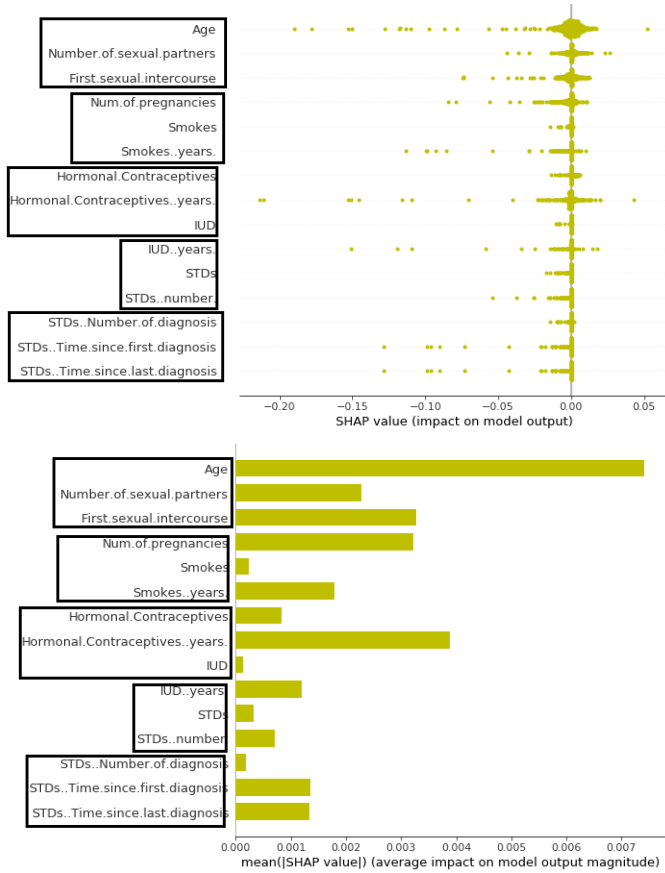 Age
Number.of.sexual.partners
First.sexual.intercourse
Num.of.pregnancies
Smokes
Smokes..years.
Hormonal.Contraceptives
Hormonal.Contraceptives..years.
IUD
IUD..years.
STDs
STDs..number.
STDs..Number.of.diagnosis
STDs..Time.since.first.diagnosis
STDs..Time.since.last.diagnosis
−0.20 −0.15 −0.10 −0.05 0.00 0.05
SHAP value (impact on model output)
Age
Number.of.sexual.partners
First.sexual.intercourse
Num.of.pregnancies
Smokes
Smokes..years.
Hormonal.Contraceptives
Hormonal.Contraceptives..years.
IUD
IUD..years.
STDs
STDs..number.
STDs..Number.of.diagnosis
STDs..Time.since.first.diagnosis
STDs..Time.since.last.diagnosis
0.000 0.001 0.002 0.003 0.004 0.005 0.006 0.007
mean(|SHAP value|) (average impact on model output magnitude)